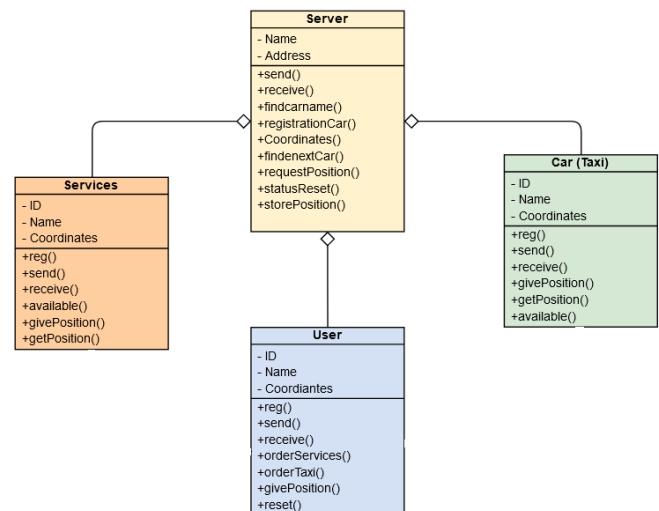 Server
- Name
- Address
+send()
+receive()
+findcarname()
+registrationCar()
+Coordinates()
+findenextCar()
+requestPosition()
+statusReset()
+storePosition()
Services
- ID
- Name
- Coordinates
+reg()
+send()
+receive()
+available()
+givePosition()
+getPosition()
Car (Taxi)
- ID
- Name
- Coordinates
+reg()
+send()
+receive()
+givePosition()
+getPosition()
+available()
User
- ID
- Name
- Coordiantes
+reg()
+send()
+receive()
+orderServices()
+orderTaxi()
+givePosition()
+reset()